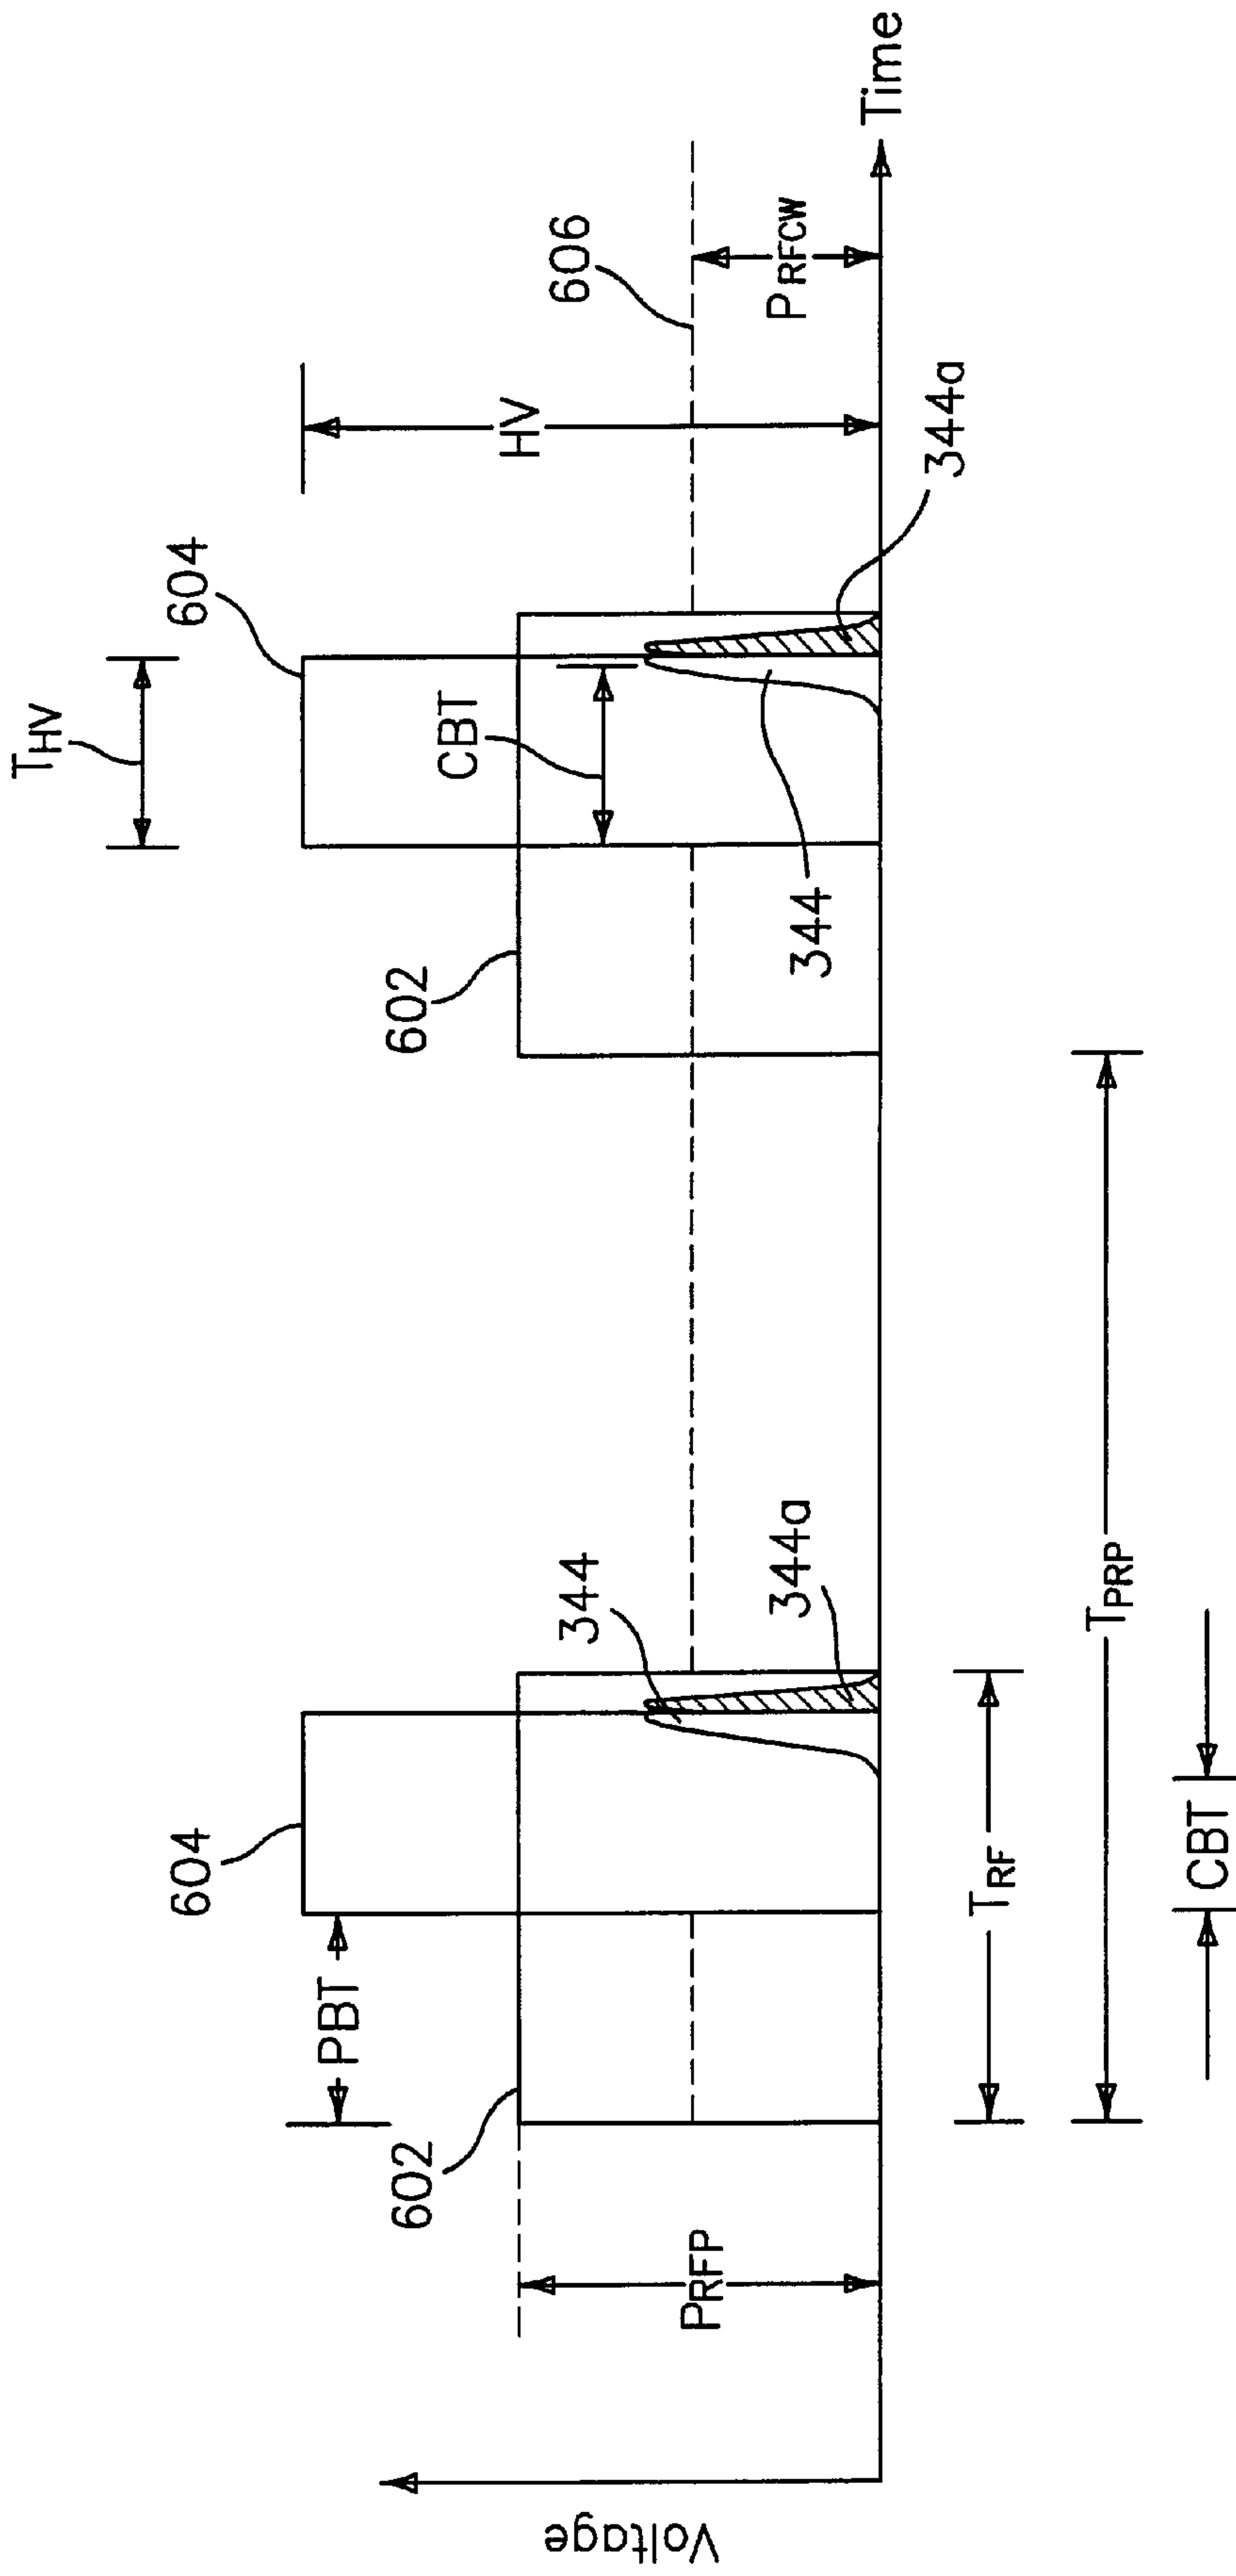 Voltage
PRFP
602
PBT
604
344
344a
TRF
TPRP
CBT
602
604
THV
CBT
344
344a
HV
606
PRFCW
Time